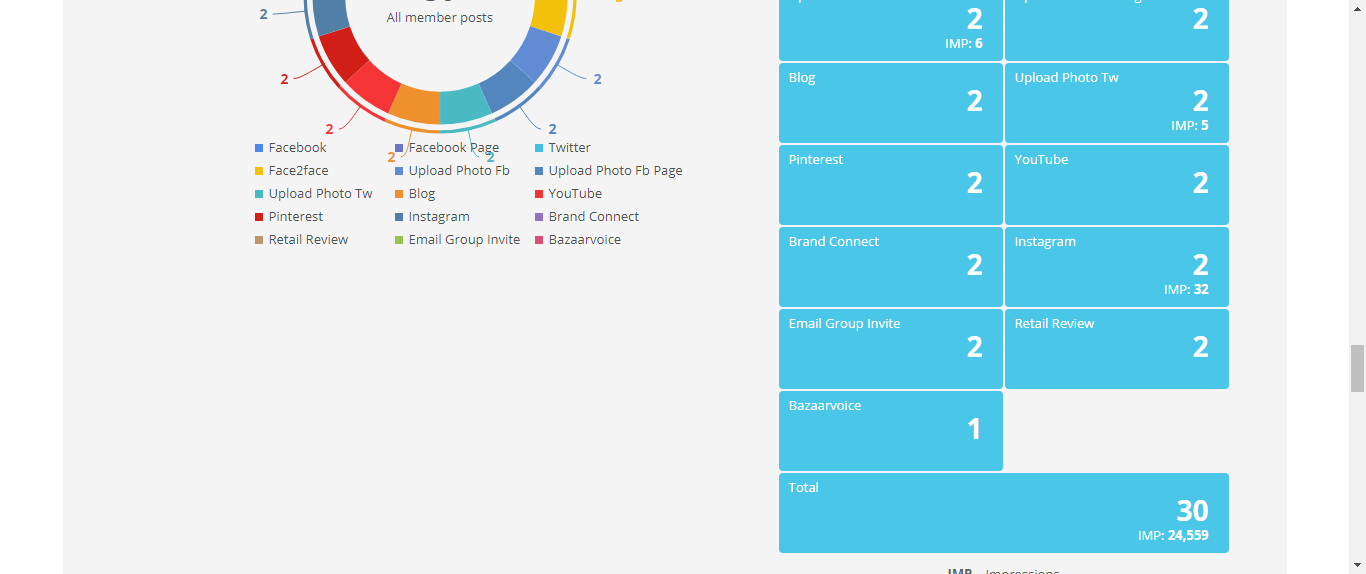 All member posts
2
2
2
2
2
2
2
Facebook
Facebook Page
Twitter
Face2face
Upload Photo Fb
Upload Photo Fb Page
Upload Photo Tw
Blog
YouTube
Pinterest
Instagram
Brand Connect
Retail Review
Email Group Invite
Bazaarvoice
2
IMP: 6
2
Blog
2
Upload Photo Tw
2
IMP: 5
Pinterest
2
YouTube
2
Brand Connect
2
Instagram
2
IMP: 32
Email Group Invite
2
Retail Review
2
Bazaarvoice
1
Total
30
IMP: 24,559
IMP Impressions